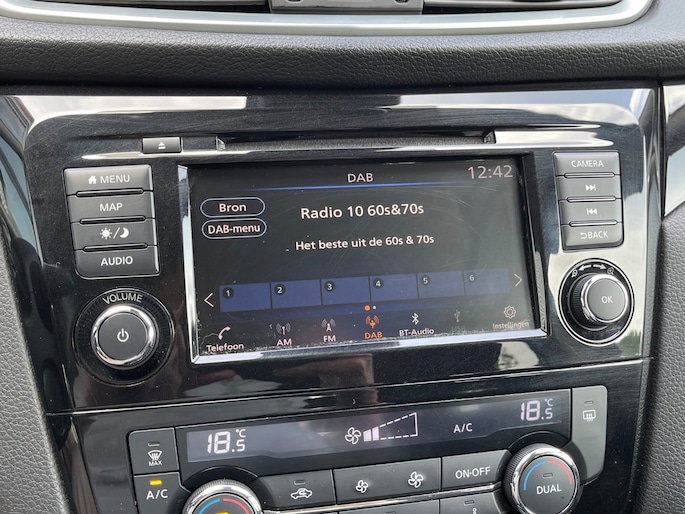 DAB 12:42
MENU
MAP
AUDIO
VOLUME
Bron
DAB-menu
Radio 10 60s&70s
Het beste uit de 60s & 70s
1 2 3 4 5 6
Telefoon AM FM DAB BT-Audio Instellingen
CAMERA
BACK
OK
18.5°C A/C 18.5°C
MAX
A/C
ON-OFF
DUAL